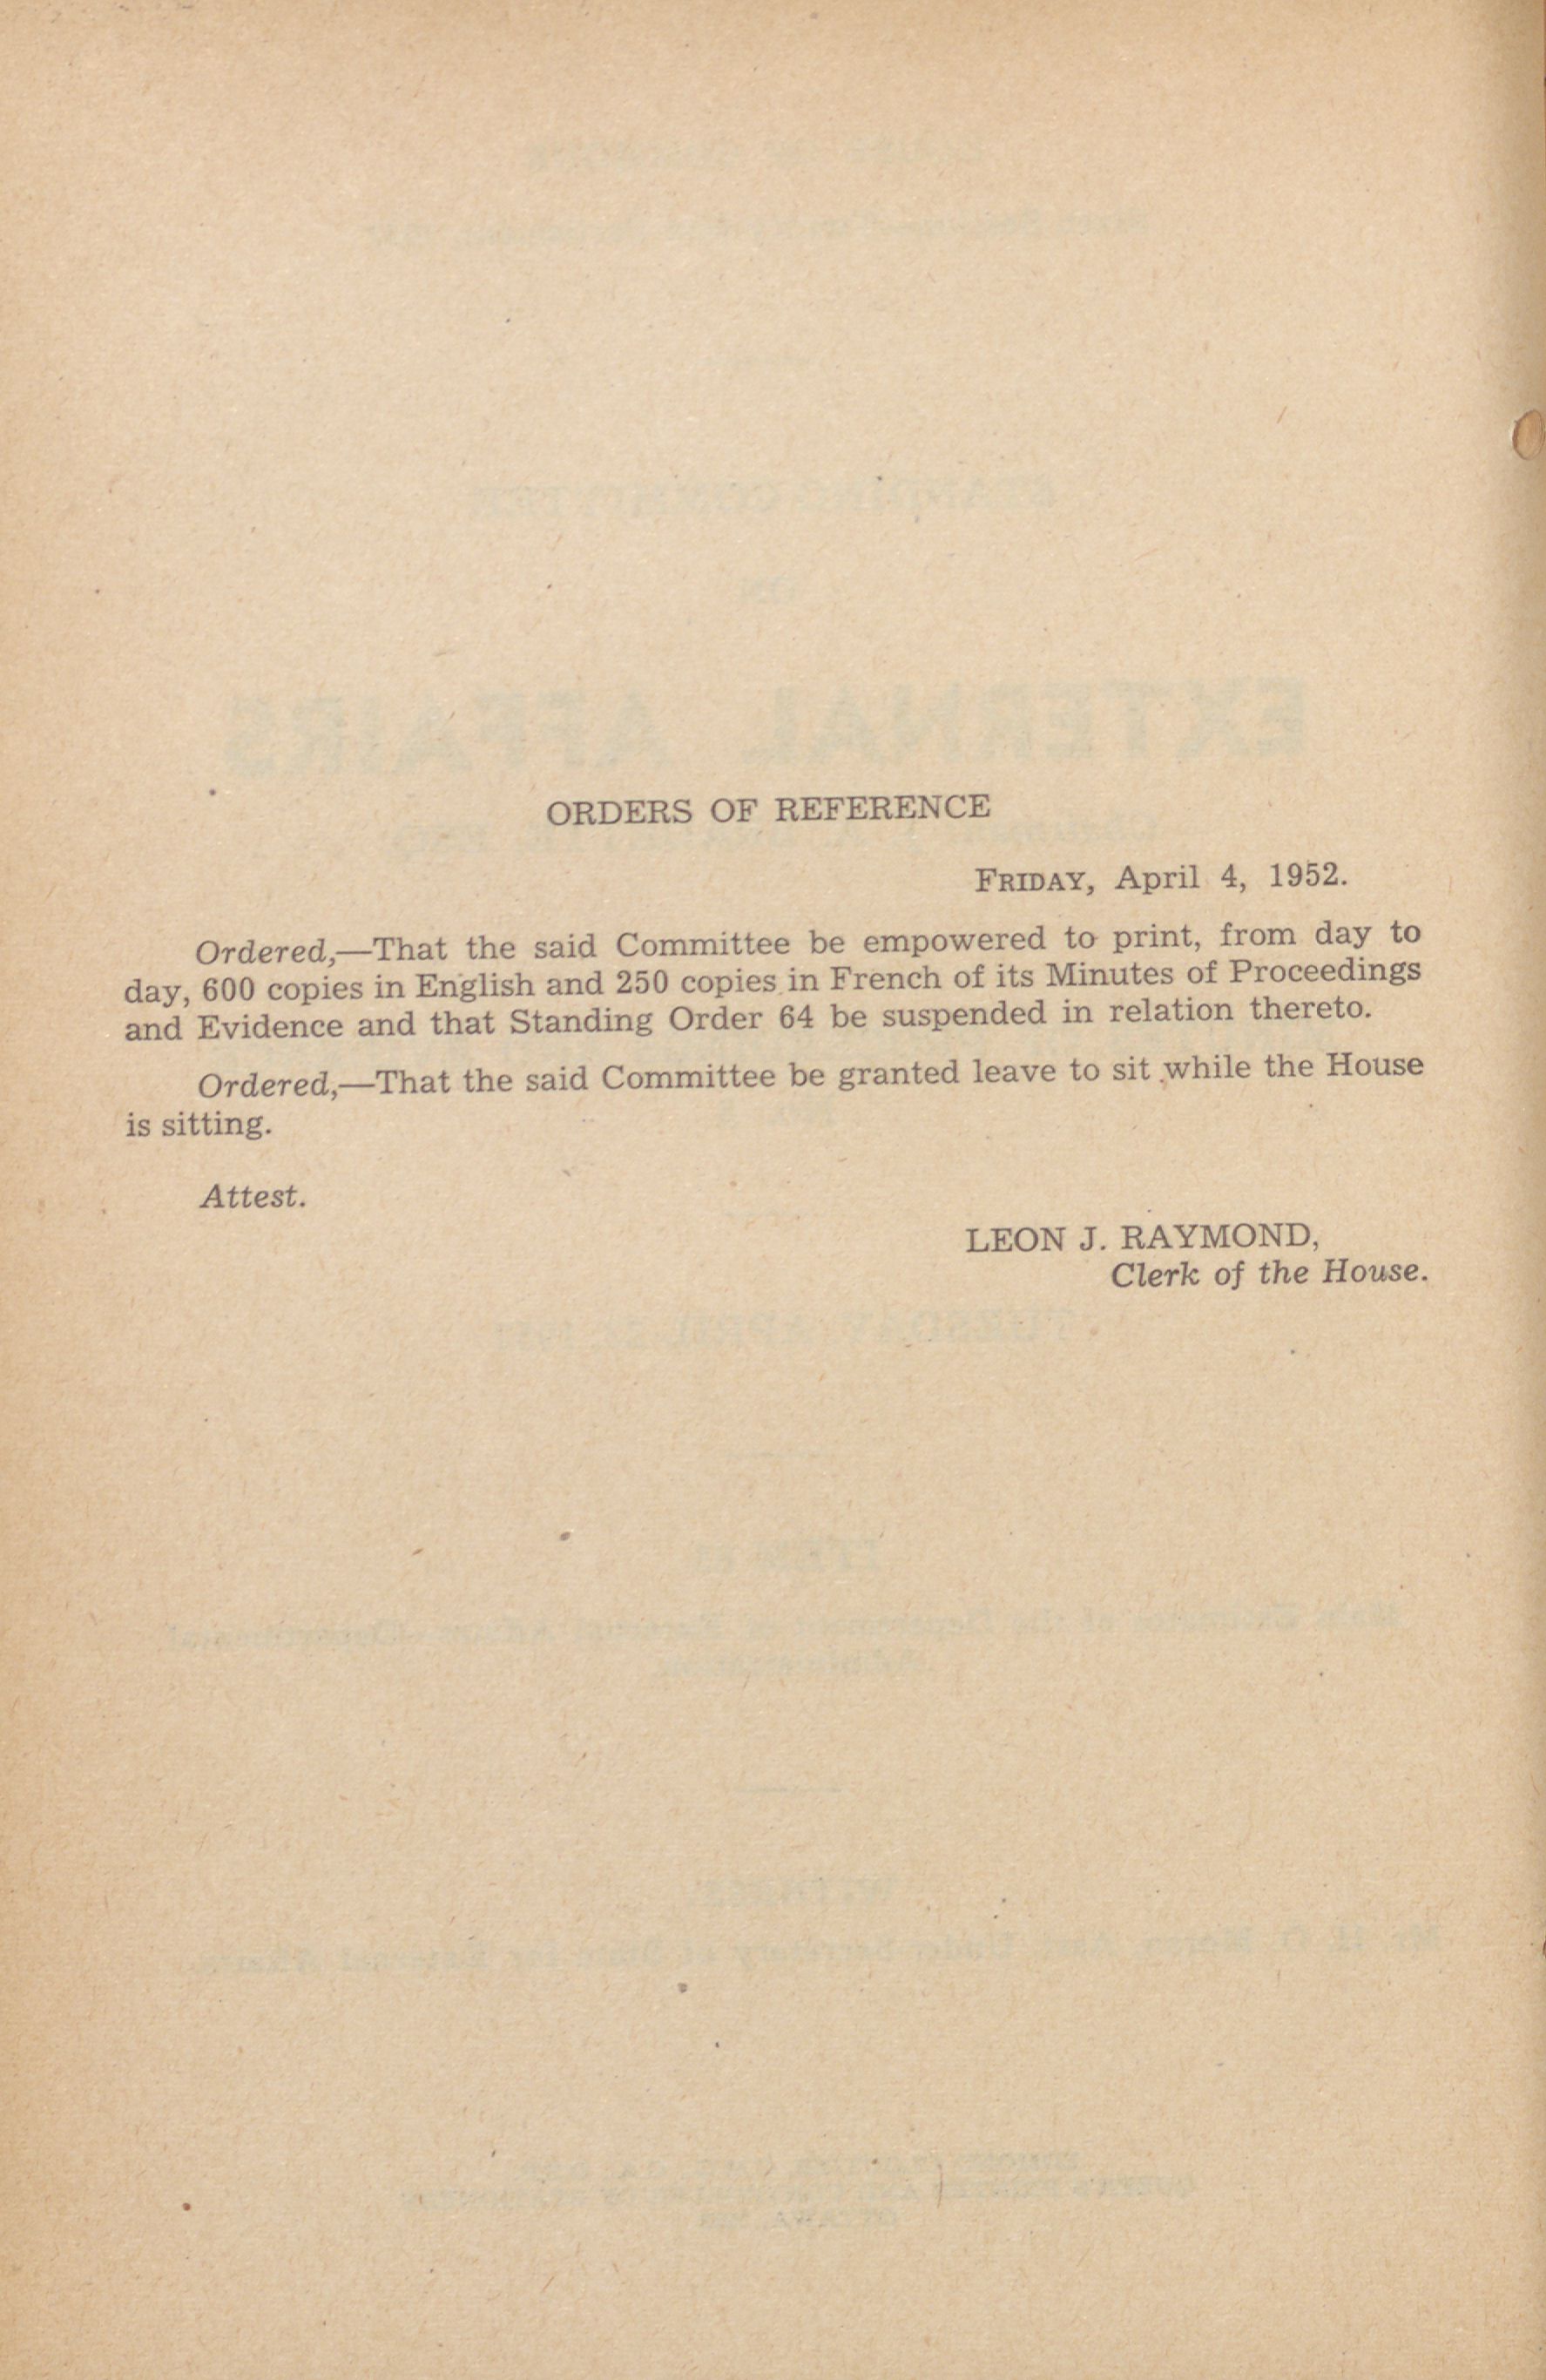 ORDERS OF REFERENCE
FRIDAY, April 4, 1952.
Ordered,—That the said Committee be empowered to print, from day to
day, 600 copies in English and 250 copies in French of its Minutes of Proceedings
and Evidence and that Standing Order 64 be suspended in relation thereto.
Ordered,—That the said Committee be granted leave to sit while the House
is sitting.
Attest.
LEON J. RAYMOND,
Clerk of the House.